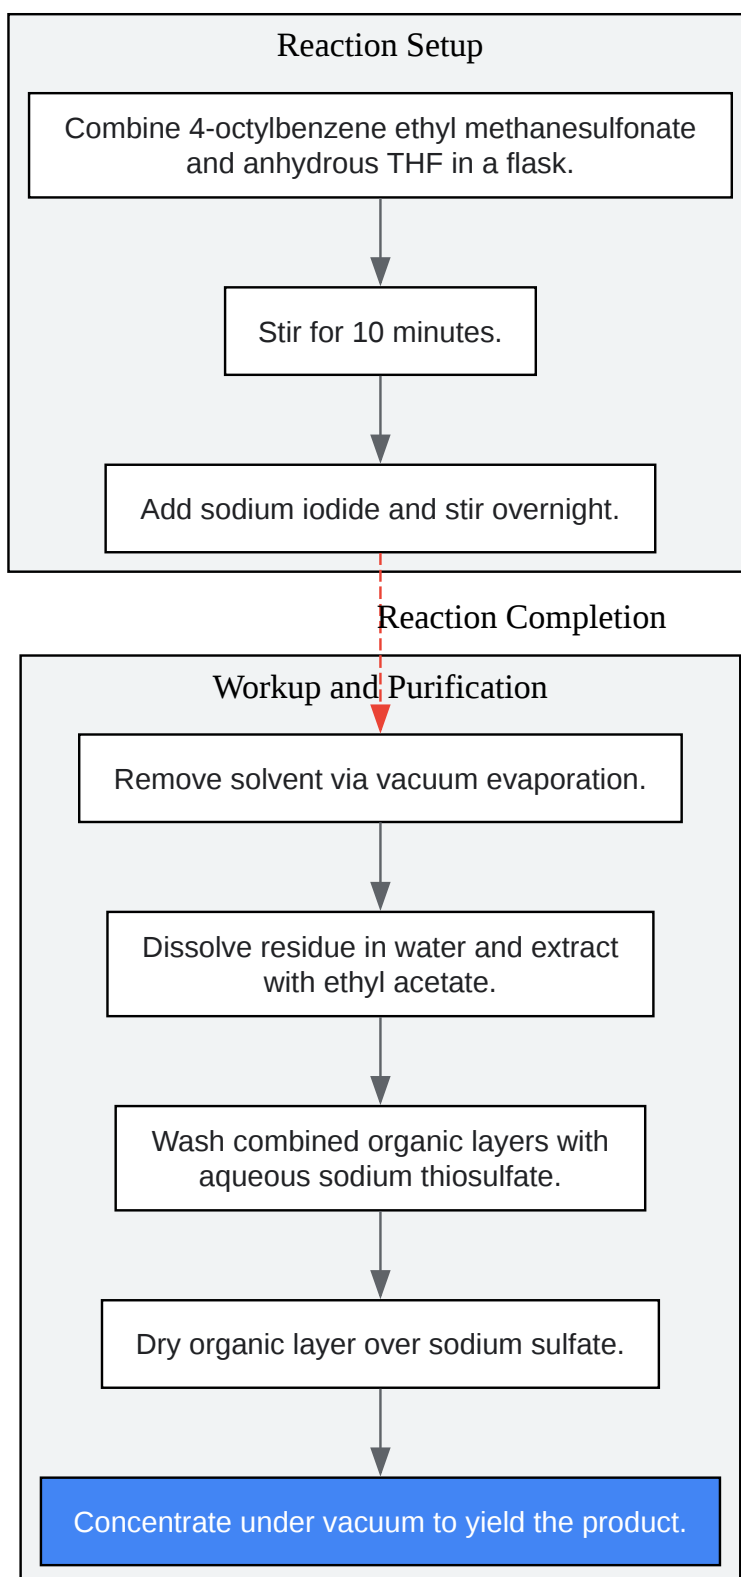 Reaction Setup
Combine 4-octylbenzene ethyl methanesulfonate
and anhydrous THF in a flask.
Stir for 10 minutes.
Add sodium iodide and stir overnight.
Reaction Completion
Workup and Purification
Remove solvent via vacuum evaporation.
Dissolve residue in water and extract
with ethyl acetate.
Wash combined organic layers with
aqueous sodium thiosulfate.
Dry organic layer over sodium sulfate.
Concentrate under vacuum to yield the product.